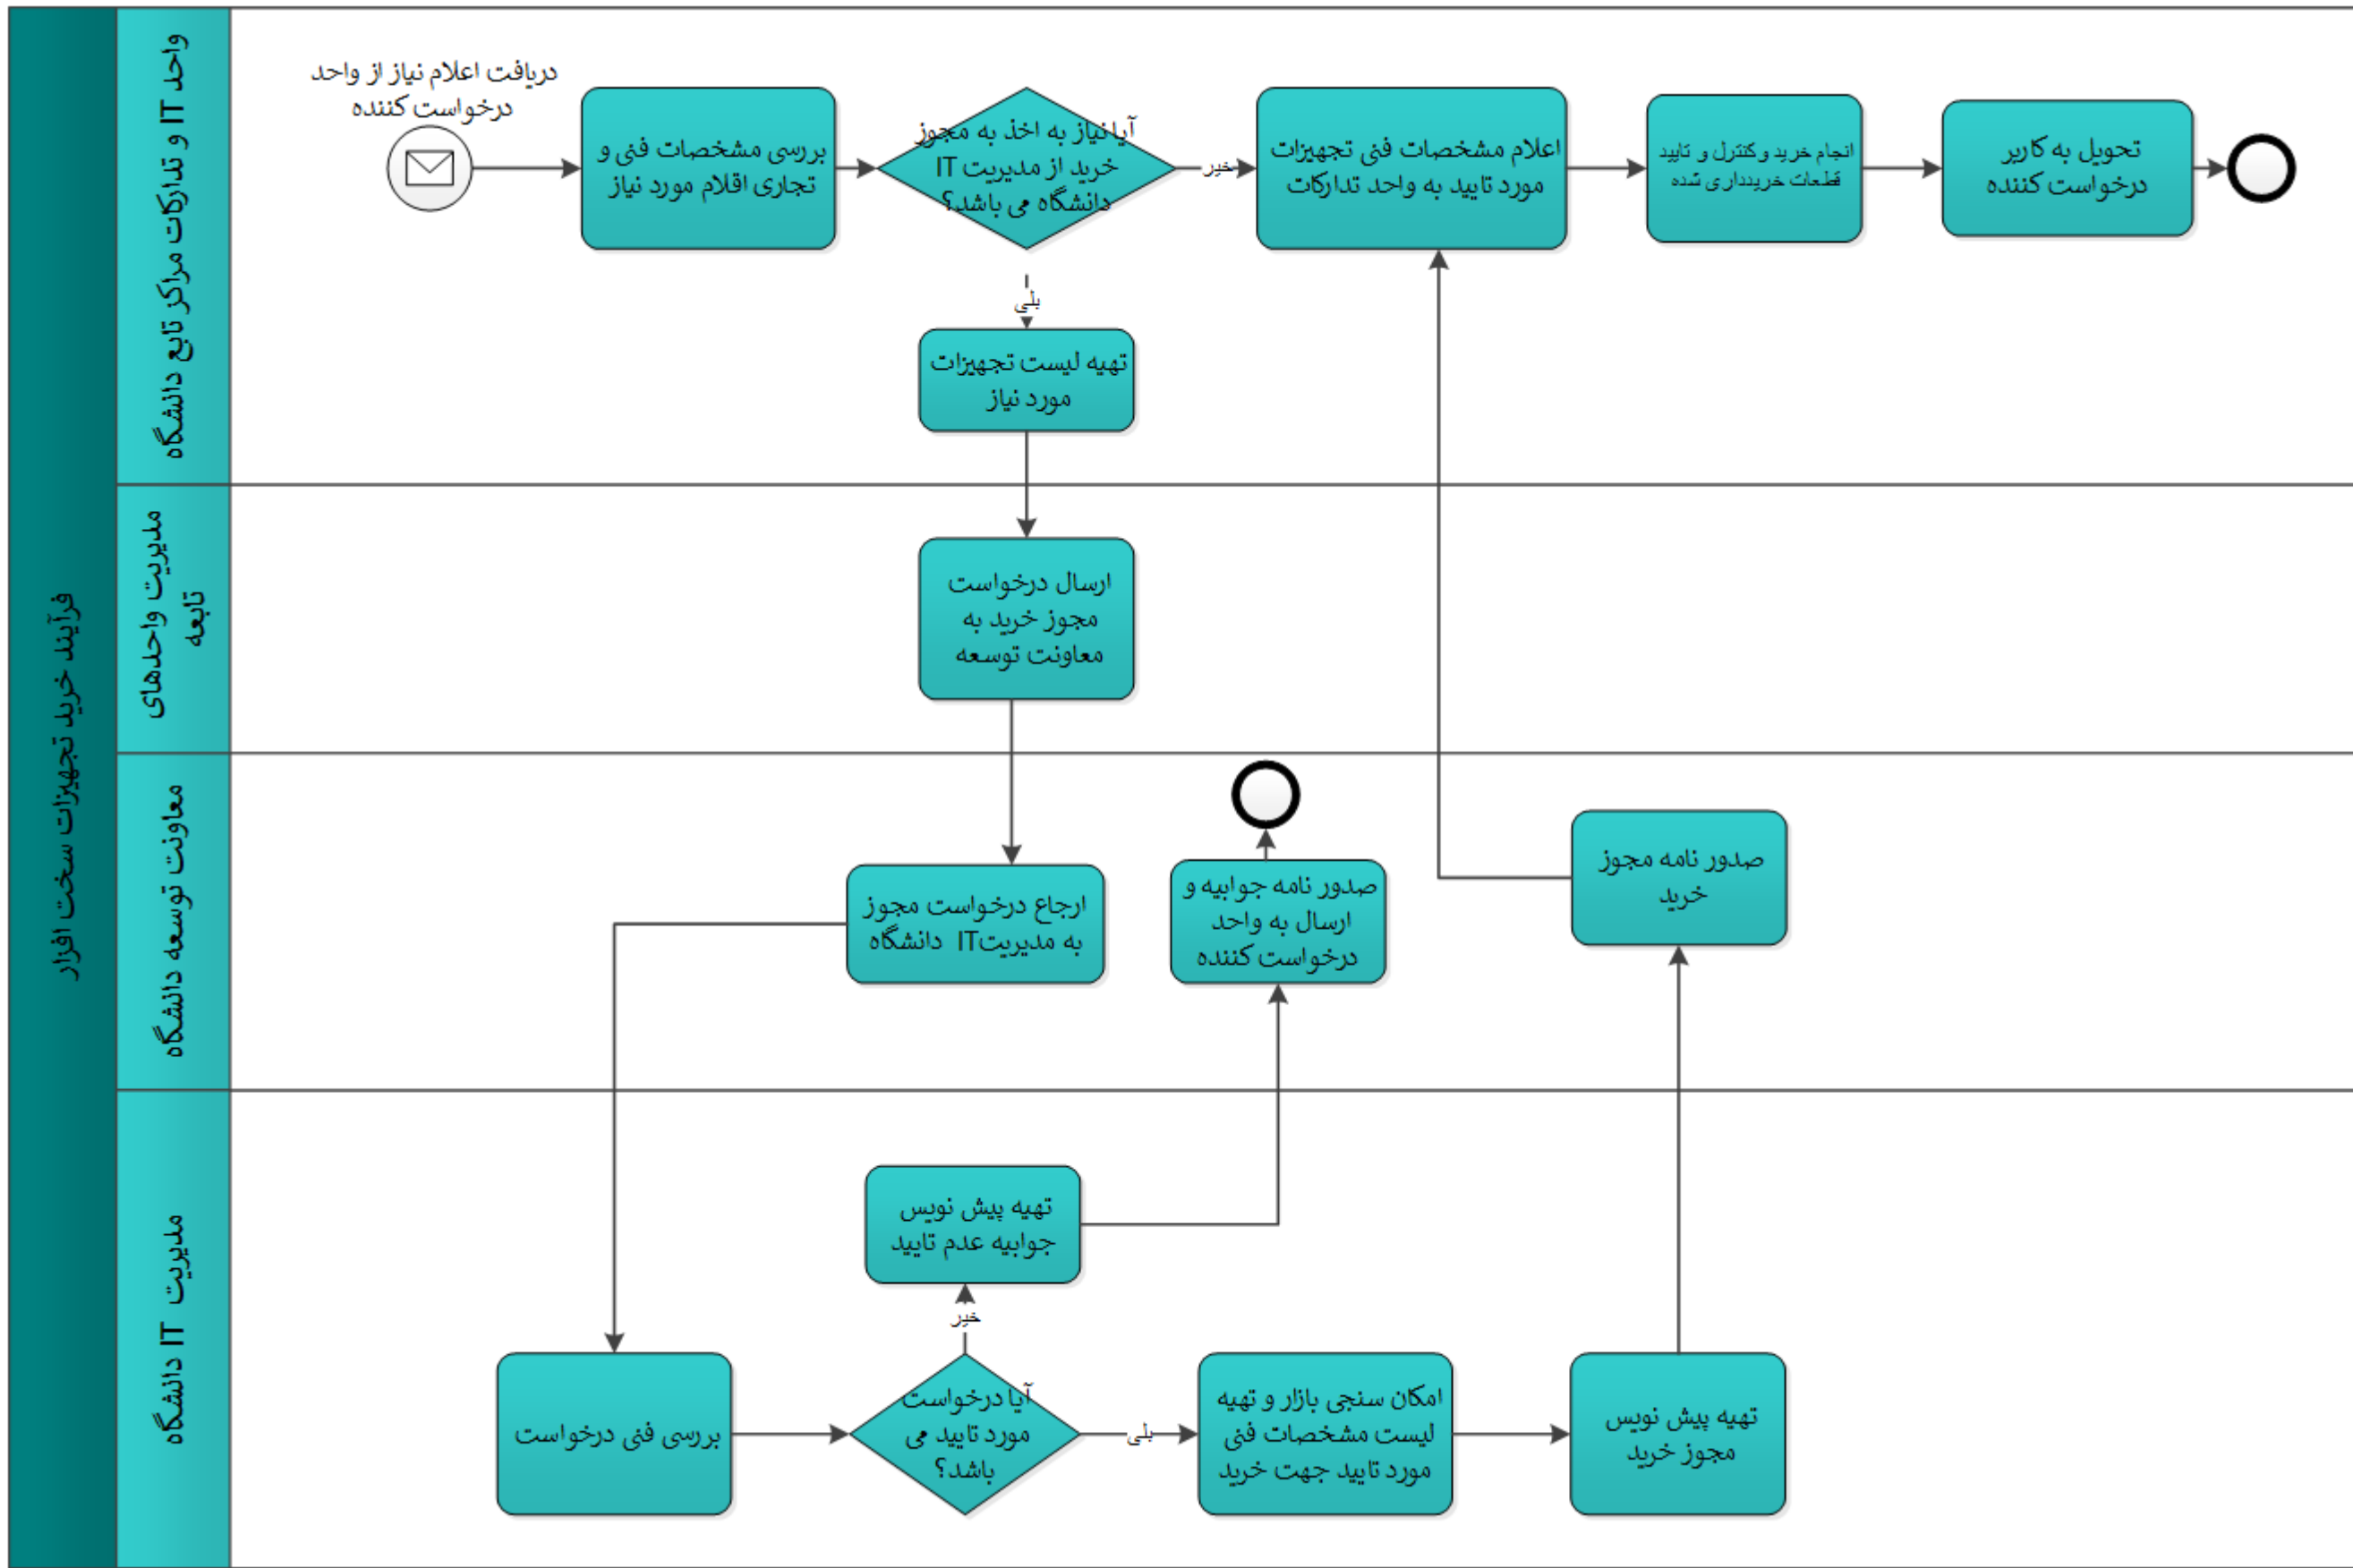 فرآیند خرید تجهیزات سخت افزار
واحد IT و تدارکات مراکز تابع دانشگاه
دریافت اعلام نیاز از واحد
درخواست کننده
بررسی مشخصات فنی و
تجاری اقلام مورد نیاز
آیا نیاز به اخذ به مجوز
خرید از مدیریت IT
دانشگاه می باشد؟
خیر
اعلام مشخصات فنی تجهیزات
مورد تایید به واحد تدارکات
انجام خرید و کنترل و تایید
قطعات خریدداری شده
تحویل به کاربر
درخواست کننده
بلی
تهیه لیست تجهیزات
مورد نیاز
مدیریت واحدهای
تابعه
ارسال درخواست
مجوز خرید به
معاونت توسعه
معاونت توسعه دانشگاه
ارجاع درخواست مجوز
به مدیریتIT دانشگاه
صدور نامه جوابیه و
ارسال به واحد
درخواست کننده
صدور نامه مجوز
خرید
مدیریت IT دانشگاه
تهیه پیش نویس
جوابیه عدم تایید
خیر
بررسی فنی درخواست
آیا درخواست
مورد تایید می
باشد؟
بلی
امکان سنجی بازار و تهیه
لیست مشخصات فنی
مورد تایید جهت خرید
تهیه پیش نویس
مجوز خرید